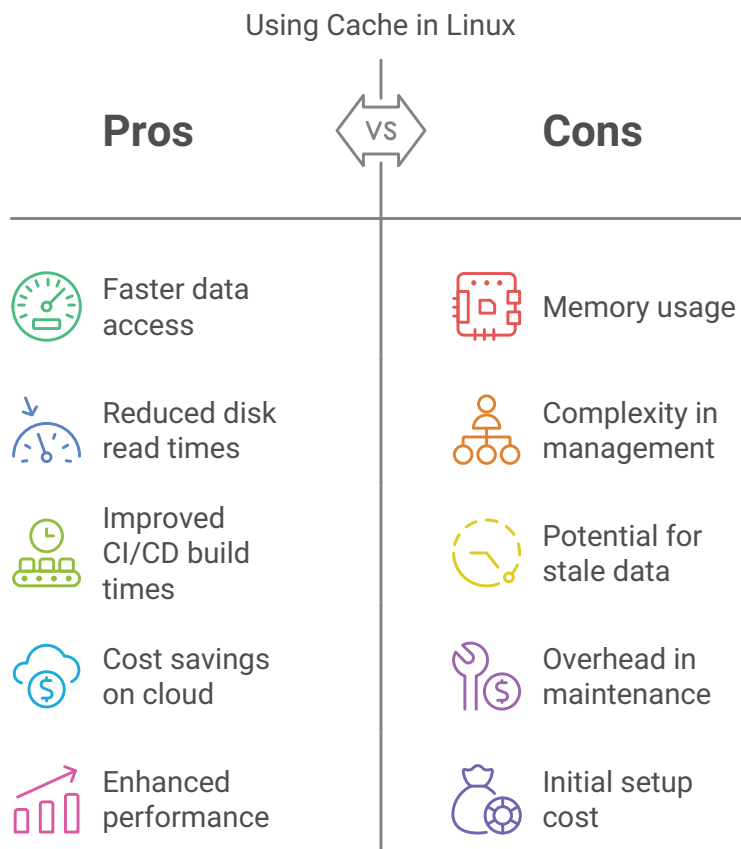 Using Cache in Linux
Pros
VS
Cons
Faster data
access
Reduced disk
read times
Improved
CI/CD build
times
Cost savings
on cloud
$
Enhanced
performance
Memory usage
Complexity in
management
Potential for
stale data
Overhead in
maintenance
$
Initial setup
cost